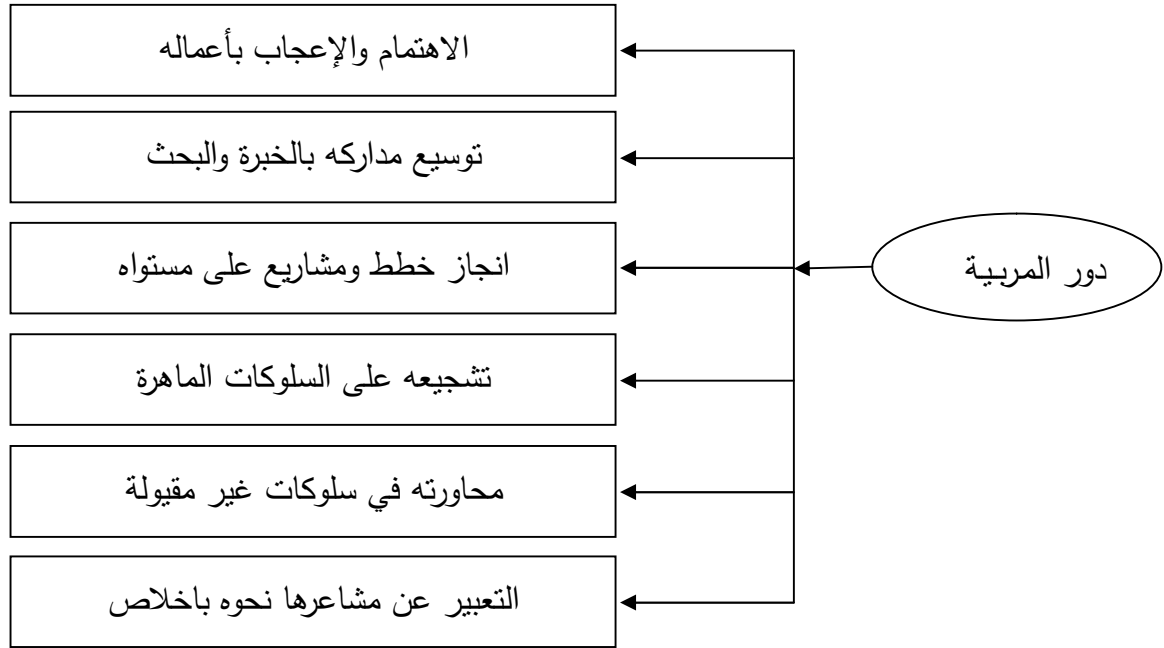 دور المربية
الاهتمام والإعجاب بأعماله
توسيع مداركه بالخبرة والبحث
انجاز خطط ومشاريع على مستواه
تشجيعه على السلوكات الماهرة
محاورته في سلوكات غير مقيولة
التعبير عن مشاعرها نحوه باخلاص